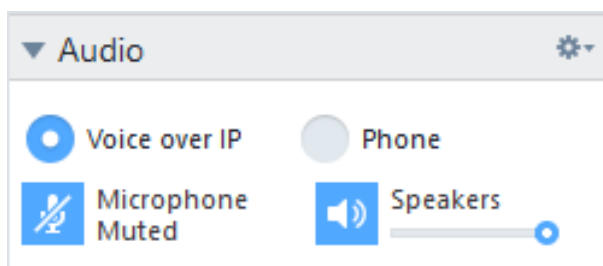 Audio
Voice over IP
Phone
Microphone
Muted
Speakers